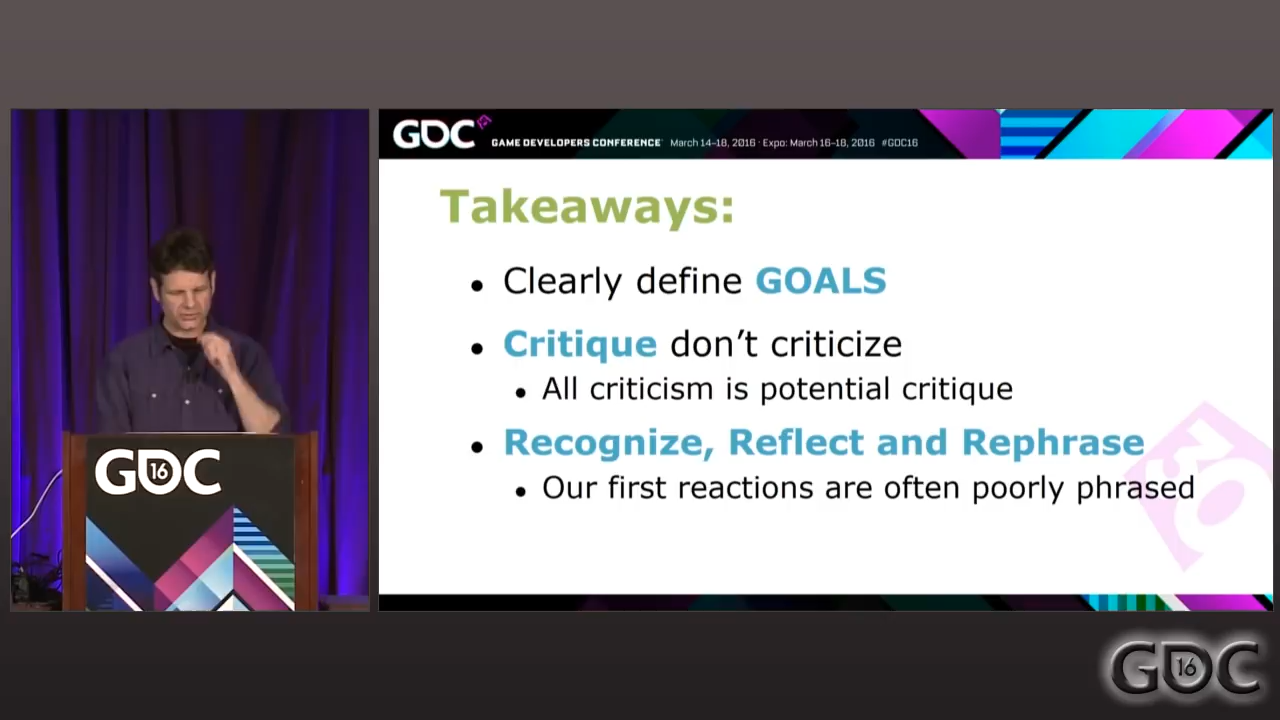 GDC
GAME DEVELOPERS CONFERENCE March 14–18, 2016 · Expo: March 16–18, 2016 #GDC16
Takeaways:
• Clearly define GOALS
• Critique don’t criticize
• All criticism is potential critique
• Recognize, Reflect and Rephrase
• Our first reactions are often poorly phrased
GDC 16
GDC 16